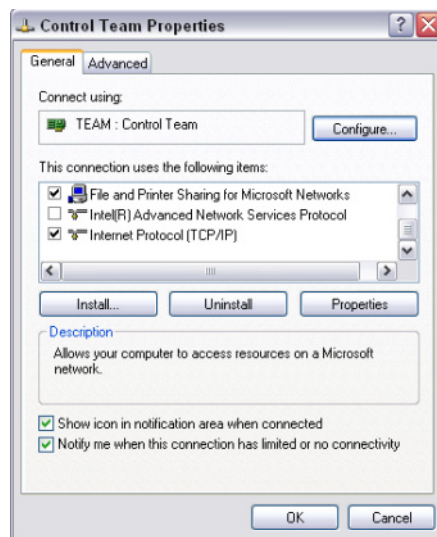 Control Team Properties
General Advanced
Connect using:
TEAM : Control Team
Configure...
This connection uses the following items:
File and Printer Sharing for Microsoft Networks
Intel(R) Advanced Network Services Protocol
Internet Protocol (TCP/IP)
Install... Uninstall Properties
Description
Allows your computer to access resources on a Microsoft
network.
Show icon in notification area when connected
Notify me when this connection has limited or no connectivity
OK Cancel